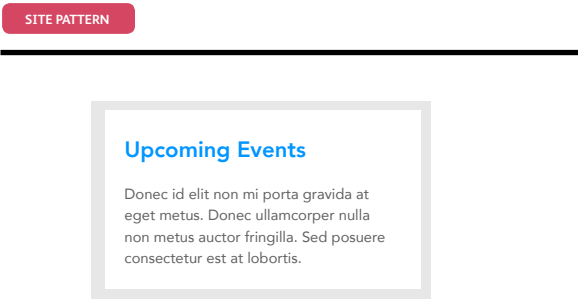 SITE PATTERN
Upcoming Events
Donec id elit non mi porta gravida at
eget metus. Donec ullamcorper nulla
non metus auctor fringilla. Sed posuere
consectetur est at lobortis.